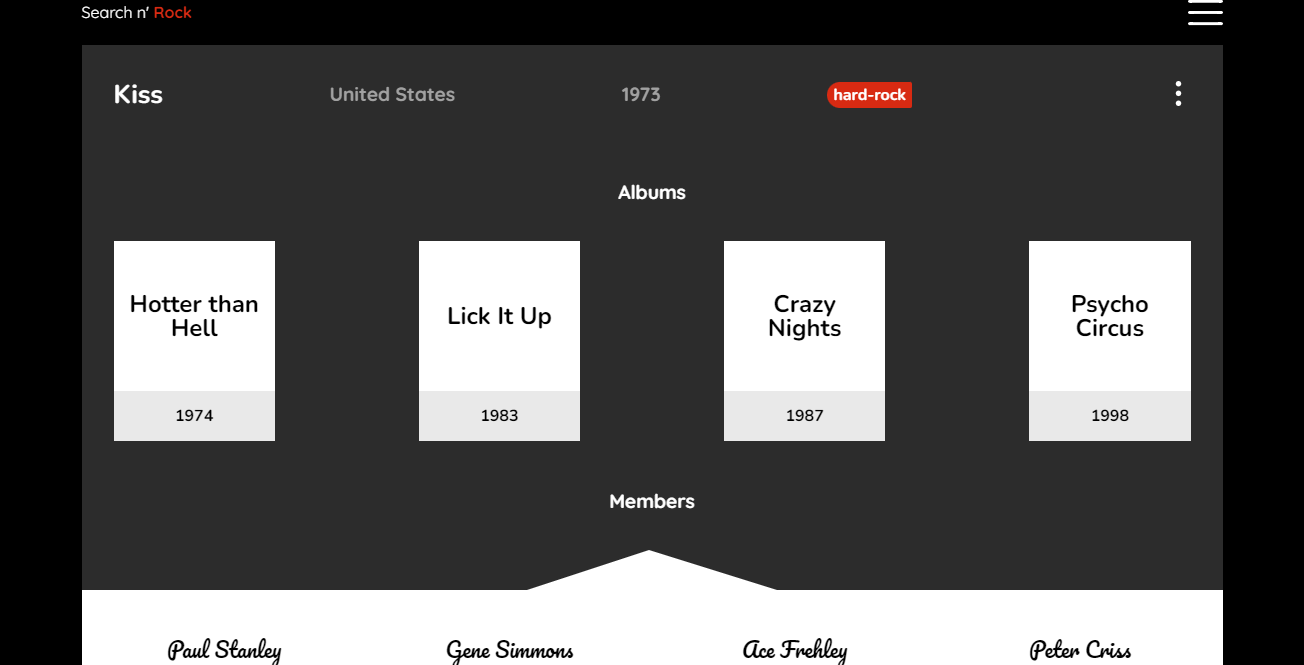 Search n' Rock
Kiss United States 1973 hard-rock
Albums
Hotter than
Hell
1974
Lick It Up
1983
Crazy
Nights
1987
Psycho
Circus
1998
Members
Paul Stanley
Gene Simmons
Ace Frehley
Peter Criss